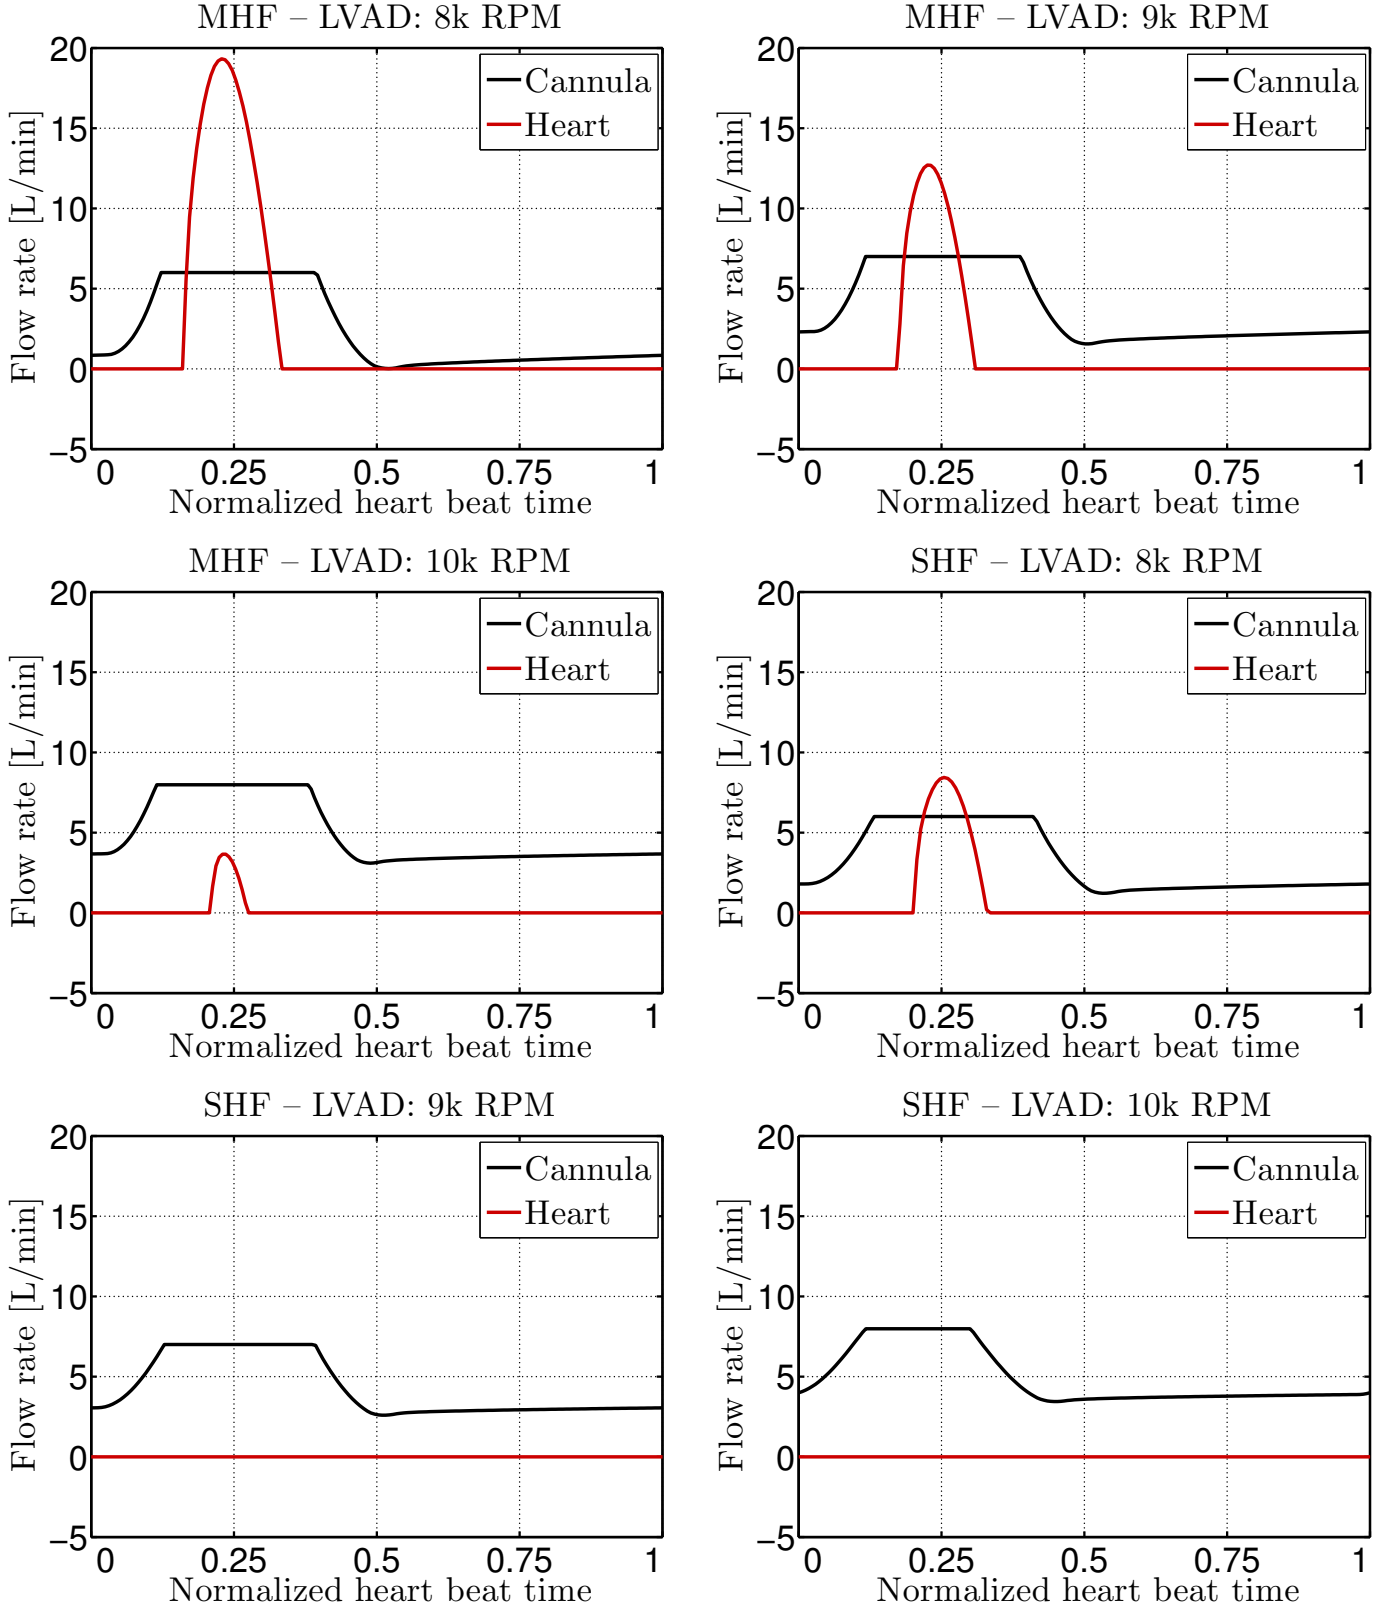 MHF – LVAD: 8k RPM
Flow rate [L/min]
20
15
10
5
0
−5
Cannula
Heart
0 0.25 0.5 0.75 1
Normalized heart beat time
MHF – LVAD: 9k RPM
Flow rate [L/min]
20
15
10
5
0
−5
Cannula
Heart
0 0.25 0.5 0.75 1
Normalized heart beat time
MHF – LVAD: 10k RPM
Flow rate [L/min]
20
15
10
5
0
−5
Cannula
Heart
0 0.25 0.5 0.75 1
Normalized heart beat time
SHF – LVAD: 8k RPM
Flow rate [L/min]
20
15
10
5
0
−5
Cannula
Heart
0 0.25 0.5 0.75 1
Normalized heart beat time
SHF – LVAD: 9k RPM
Flow rate [L/min]
20
15
10
5
0
−5
Cannula
Heart
0 0.25 0.5 0.75 1
Normalized heart beat time
SHF – LVAD: 10k RPM
Flow rate [L/min]
20
15
10
5
0
−5
Cannula
Heart
0 0.25 0.5 0.75 1
Normalized heart beat time